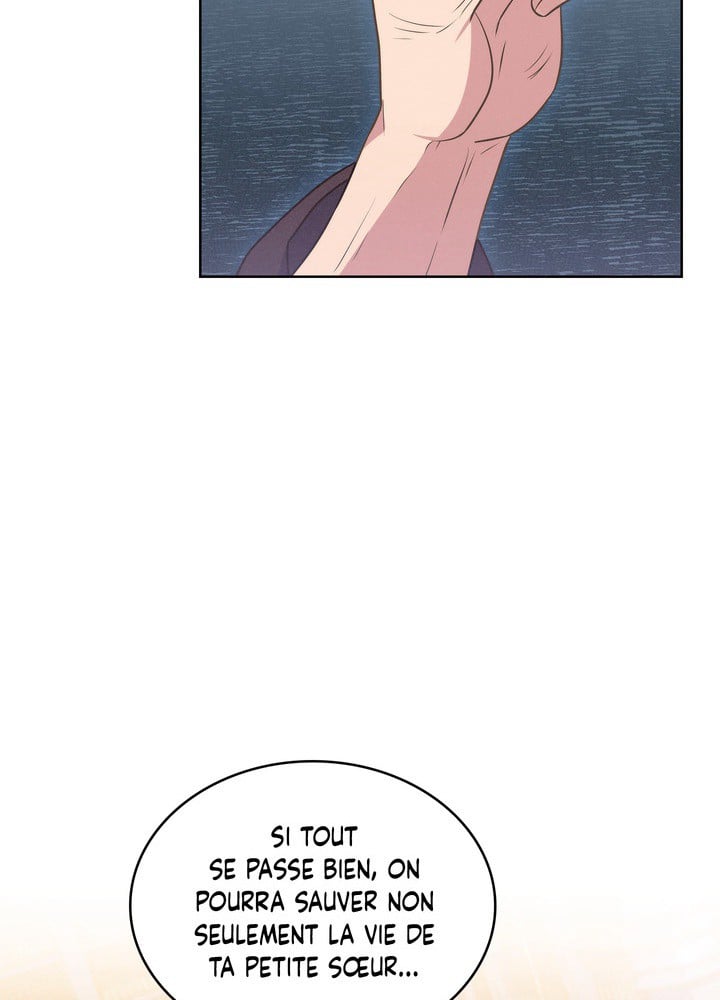 SI TOUT
SE PASSE BIEN, ON
POURRA SAUVER NON
SEULEMENT LA VIE DE
TA PETITE SŒUR...